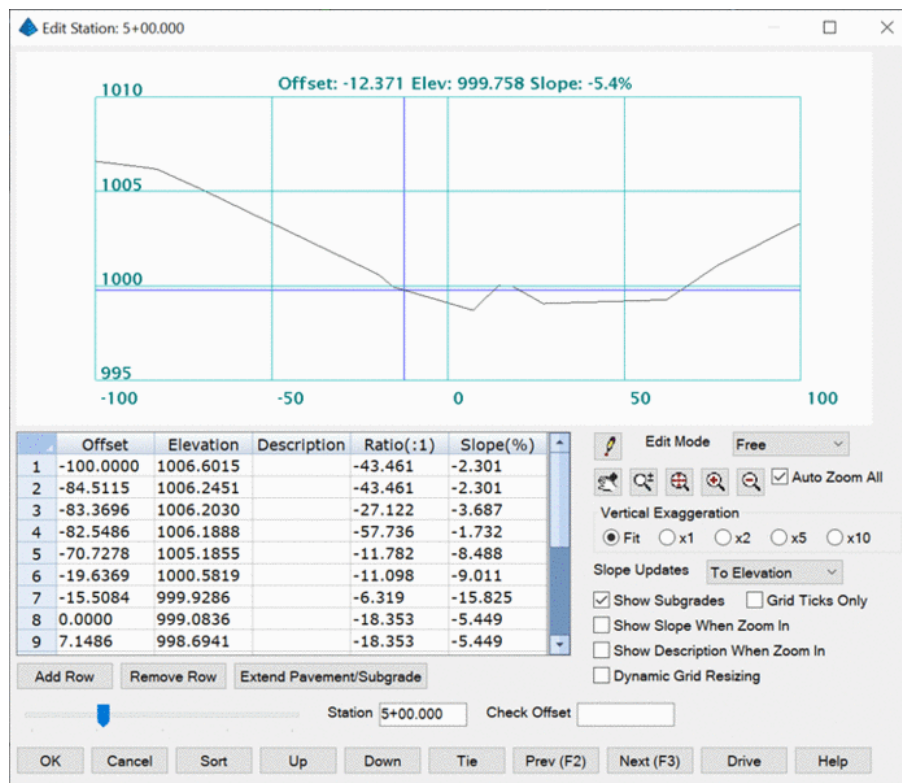 Edit Station: 5+00.000
Offset: -12.371 Elev: 999.758 Slope: -5.4%
1010
1005
1000
995
-100 -50 0 50 100
Offset Elevation Description Ratio(:1) Slope(%)
1 -100.0000 1006.6015 -43.461 -2.301
2 -84.5115 1006.2451 -43.461 -2.301
3 -83.3696 1006.2030 -27.122 -3.687
4 -82.5486 1006.1888 -57.736 -1.732
5 -70.7278 1005.1855 -11.782 -8.488
6 -19.6369 1000.5819 -11.098 -9.011
7 -15.5084 999.9286 -6.319 -15.825
8 0.0000 999.0836 -18.353 -5.449
9 7.1486 998.6941 -18.353 -5.449
Edit Mode Free
Auto Zoom All
Vertical Exaggeration
Fit x1 x2 x5 x10
Slope Updates To Elevation
Show Subgrades Grid Ticks Only
Show Slope When Zoom In
Show Description When Zoom In
Dynamic Grid Resizing
Add Row Remove Row Extend Pavement/Subgrade
Station 5+00.000 Check Offset
OK Cancel Sort Up Down Tie Prev (F2) Next (F3) Drive Help